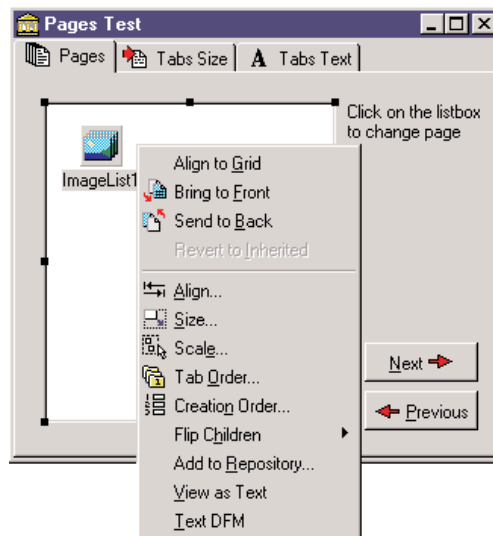 Pages Test
Pages
Tabs Size
A Tabs Text
Click on the listbox
to change page
ImageList1
Align to Grid
Bring to Front
Send to Back
Revert to Inherited
Align...
Size...
Scale...
Tab Order...
Creation Order...
Flip Children
Add to Repository...
View as Text
Text DFM
Next
Previous